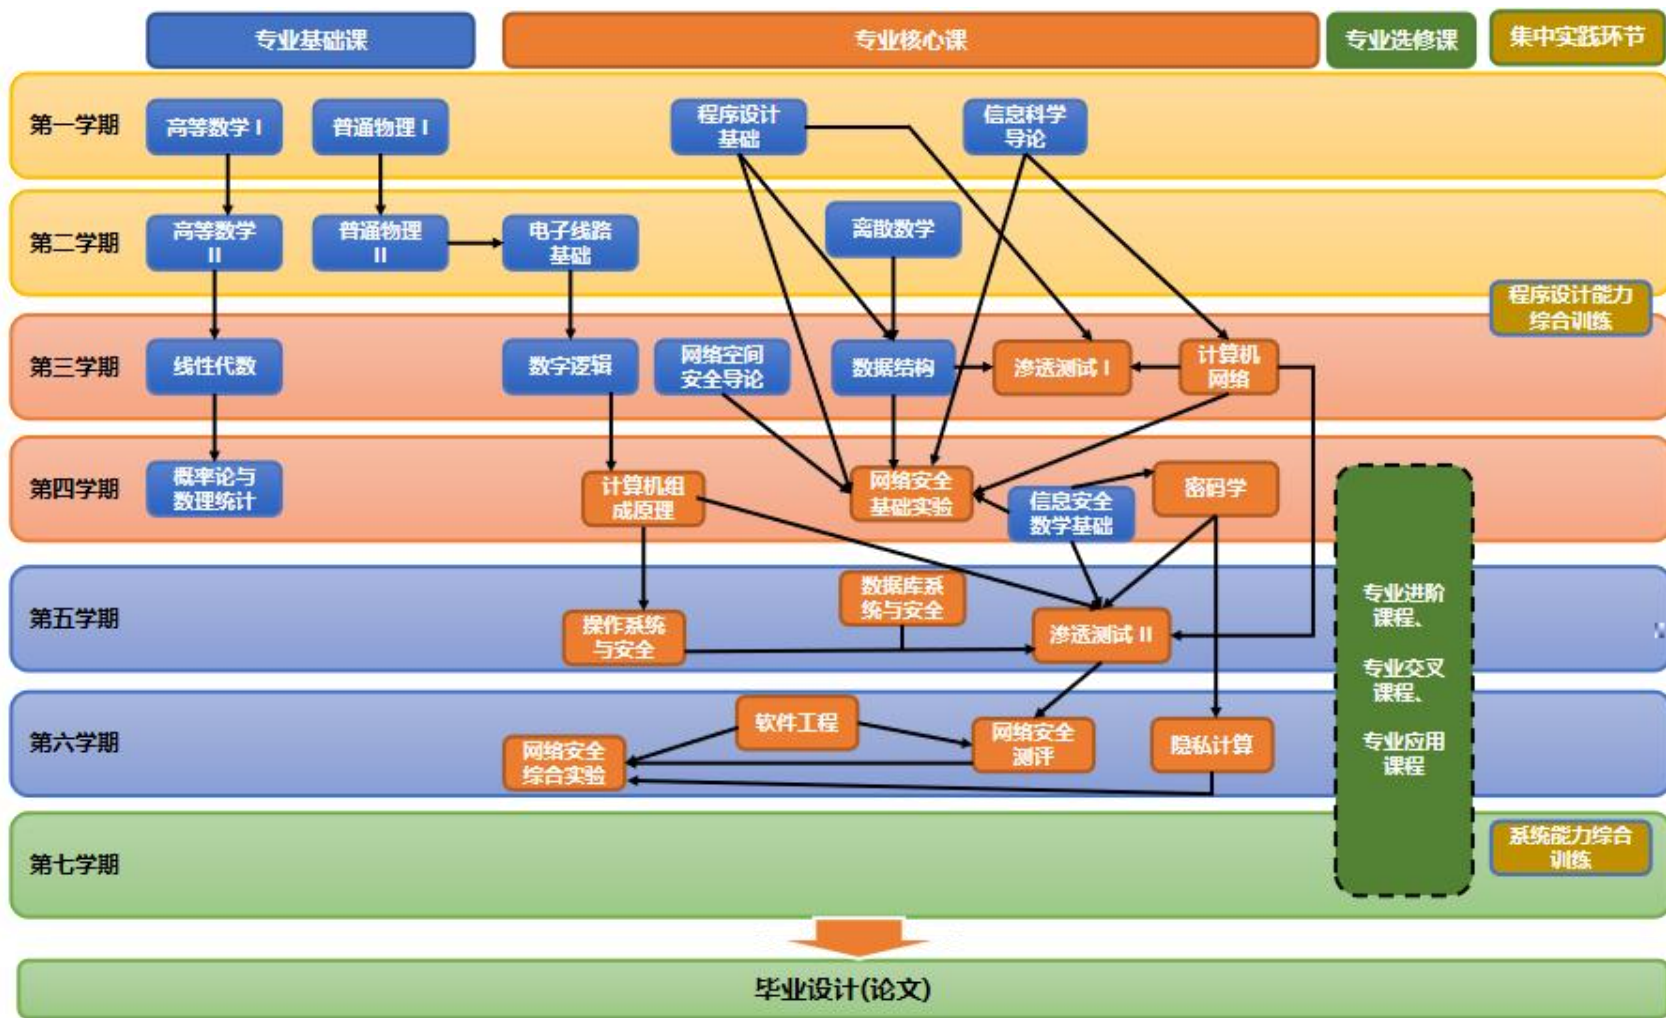 专业基础课
专业核心课
专业选修课
集中实践环节
第一学期
高等数学 I
普通物理 I
程序设计
基础
信息科学
导论
第二学期
高等数学
II
普通物理
II
电子线路
基础
离散数学
程序设计能力
综合训练
第三学期
线性代数
数字逻辑
网络空间
安全导论
数据结构
渗透测试 I
计算机
网络
第四学期
概率论与
数理统计
计算机组
成原理
网络安全
基础实验
信息安全
数学基础
密码学
第五学期
操作系统
与安全
数据库系
统与安全
渗透测试 II
专业进阶
课程、
专业交叉
课程、
专业应用
课程
第六学期
网络安全
综合实验
软件工程
网络安全
测评
隐私计算
第七学期
系统能力综合
训练
毕业设计(论文)